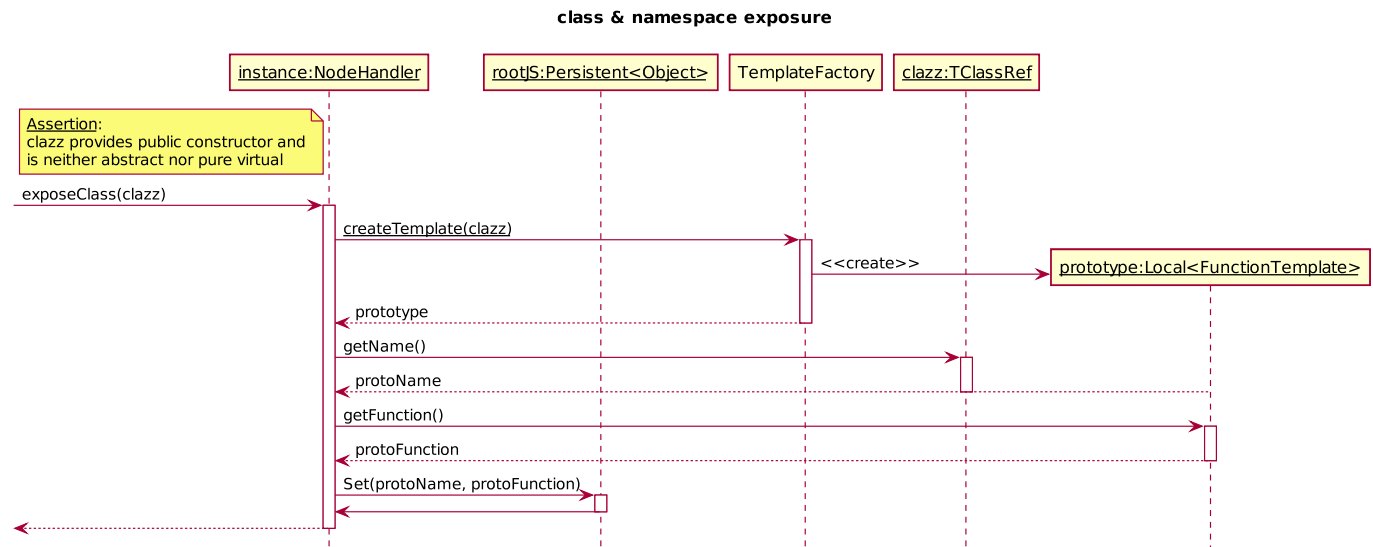 class & namespace exposure
instance:NodeHandler
rootJS:Persistent<Object>
TemplateFactory
clazz:TClassRef
Assertion:
clazz provides public constructor and
is neither abstract nor pure virtual
exposeClass(clazz)
createTemplate(clazz)
<<create>>
prototype:Local<FunctionTemplate>
prototype
getName()
protoName
getFunction()
protoFunction
Set(protoName, protoFunction)